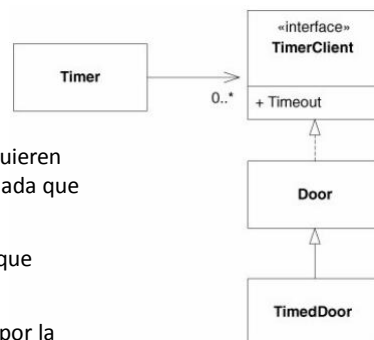 «interface»
TimerClient
Timer
0..*
+ Timeout
uieren
ada que
Door
que
TimedDoor
por la